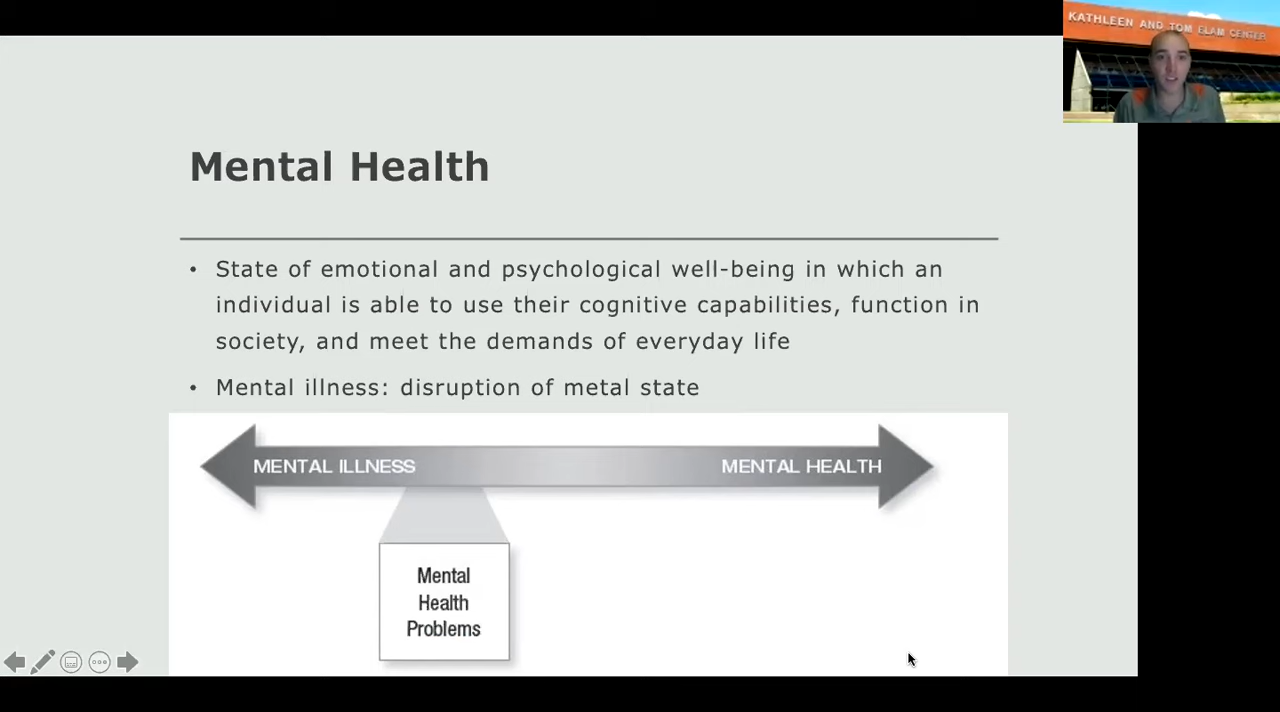 KATHLEEN AND TOM ELAM CENTER
Mental Health
• State of emotional and psychological well-being in which an
individual is able to use their cognitive capabilities, function in
society, and meet the demands of everyday life
• Mental illness: disruption of metal state
MENTAL ILLNESS
MENTAL HEALTH
Mental
Health
Problems